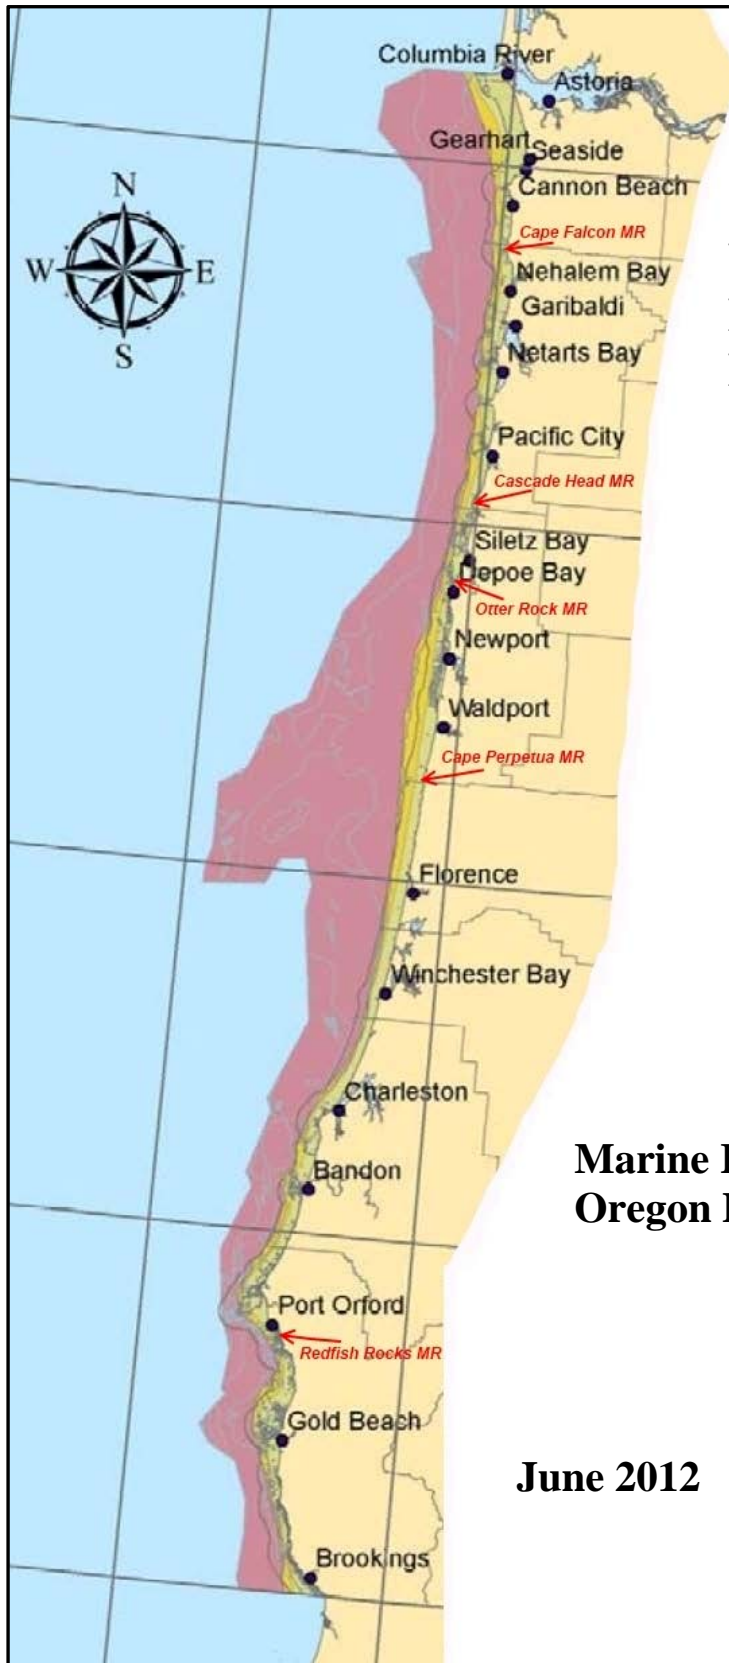 Columbia River
Astoria
Gearhart
Seaside
Cannon Beach
Cape Falcon MR
N
W
E
S
Nehalem Bay
Garibaldi
Netarts Bay
Pacific City
Cascade Head MR
Siletz Bay
Depoe Bay
Otter Rock MR
Newport
Waldport
Cape Perpetua MR
Florence
Winchester Bay
Charleston
Marine
Bandon
Oregon
Port Orford
Redfish Rocks MR
Gold Beach
June 2012
Brookings